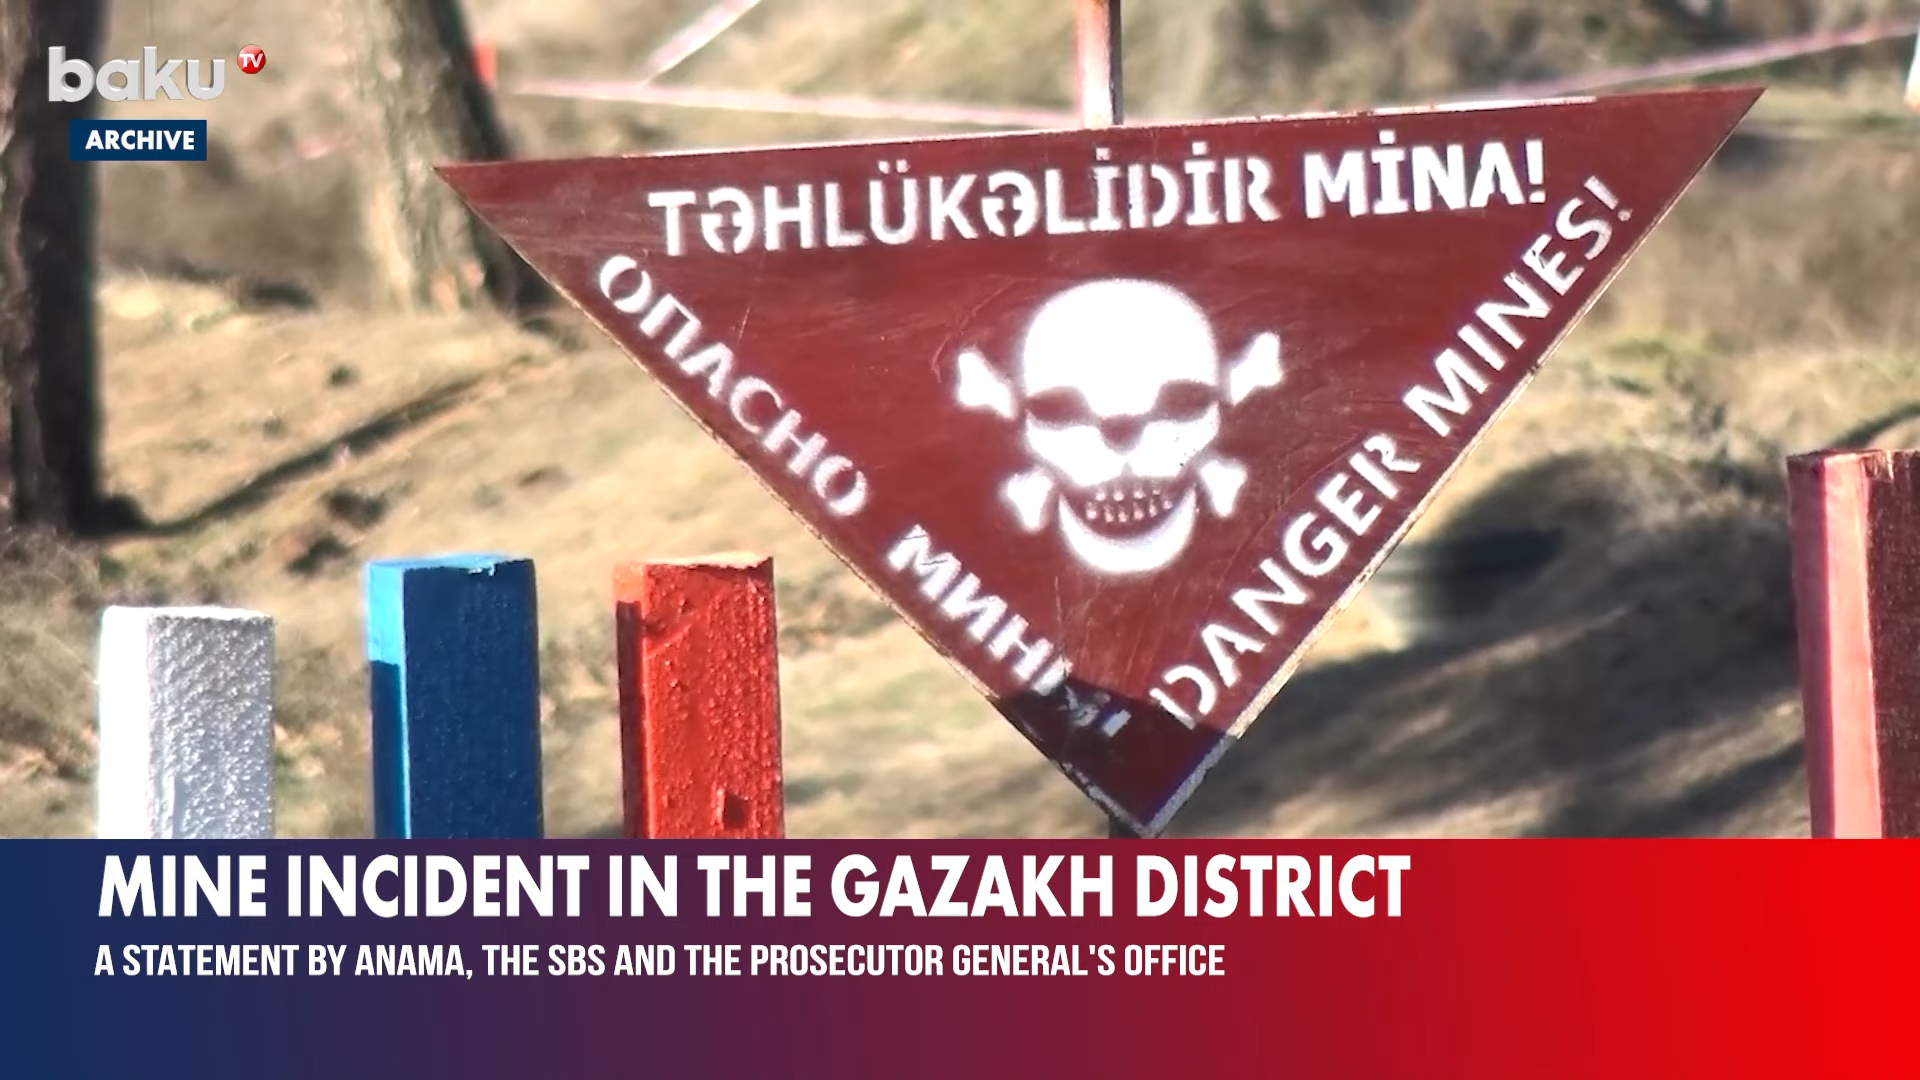 baku TV
ARCHIVE
TƏHLÜKƏLİDİR MİNA!
ОПАСНО МИНЫ!
DANGER MINES!
MINE INCIDENT IN THE GAZAKH DISTRICT
A STATEMENT BY ANAMA, THE SBS AND THE PROSECUTOR GENERAL'S OFFICE